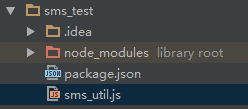 sms_test
.idea
node_modules library root
package.json
sms_util.js